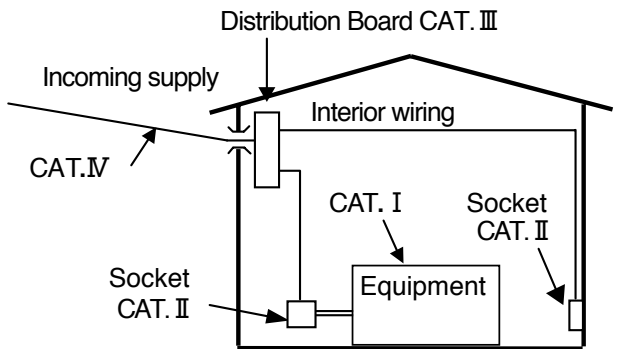 Distribution Board CAT. Ⅲ
Incoming supply
Interior wiring
CAT.Ⅳ
CAT. Ⅰ
Socket
CAT. Ⅱ
Socket
CAT. Ⅱ
Equipment